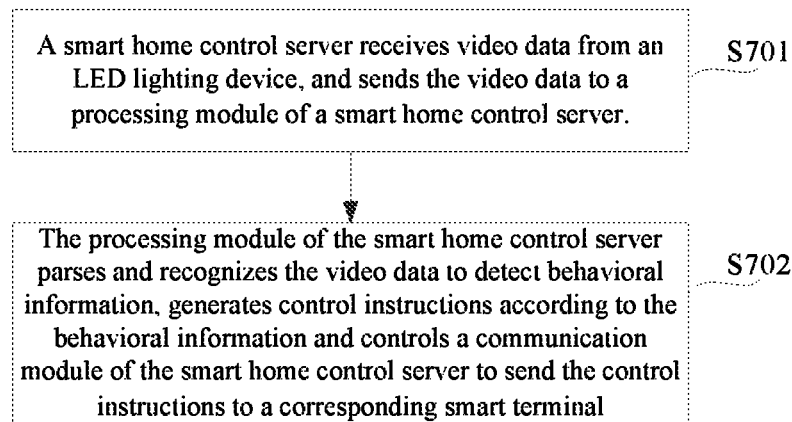 A smart home control server receives video data from an
LED lighting device, and sends the video data to a
processing module of a smart home control server.
S701
The processing module of the smart home control server
parses and recognizes the video data to detect behavioral
information, generates control instructions according to the
behavioral information and controls a communication
module of the smart home control server to send the control
instructions to a corresponding smart terminal
S702